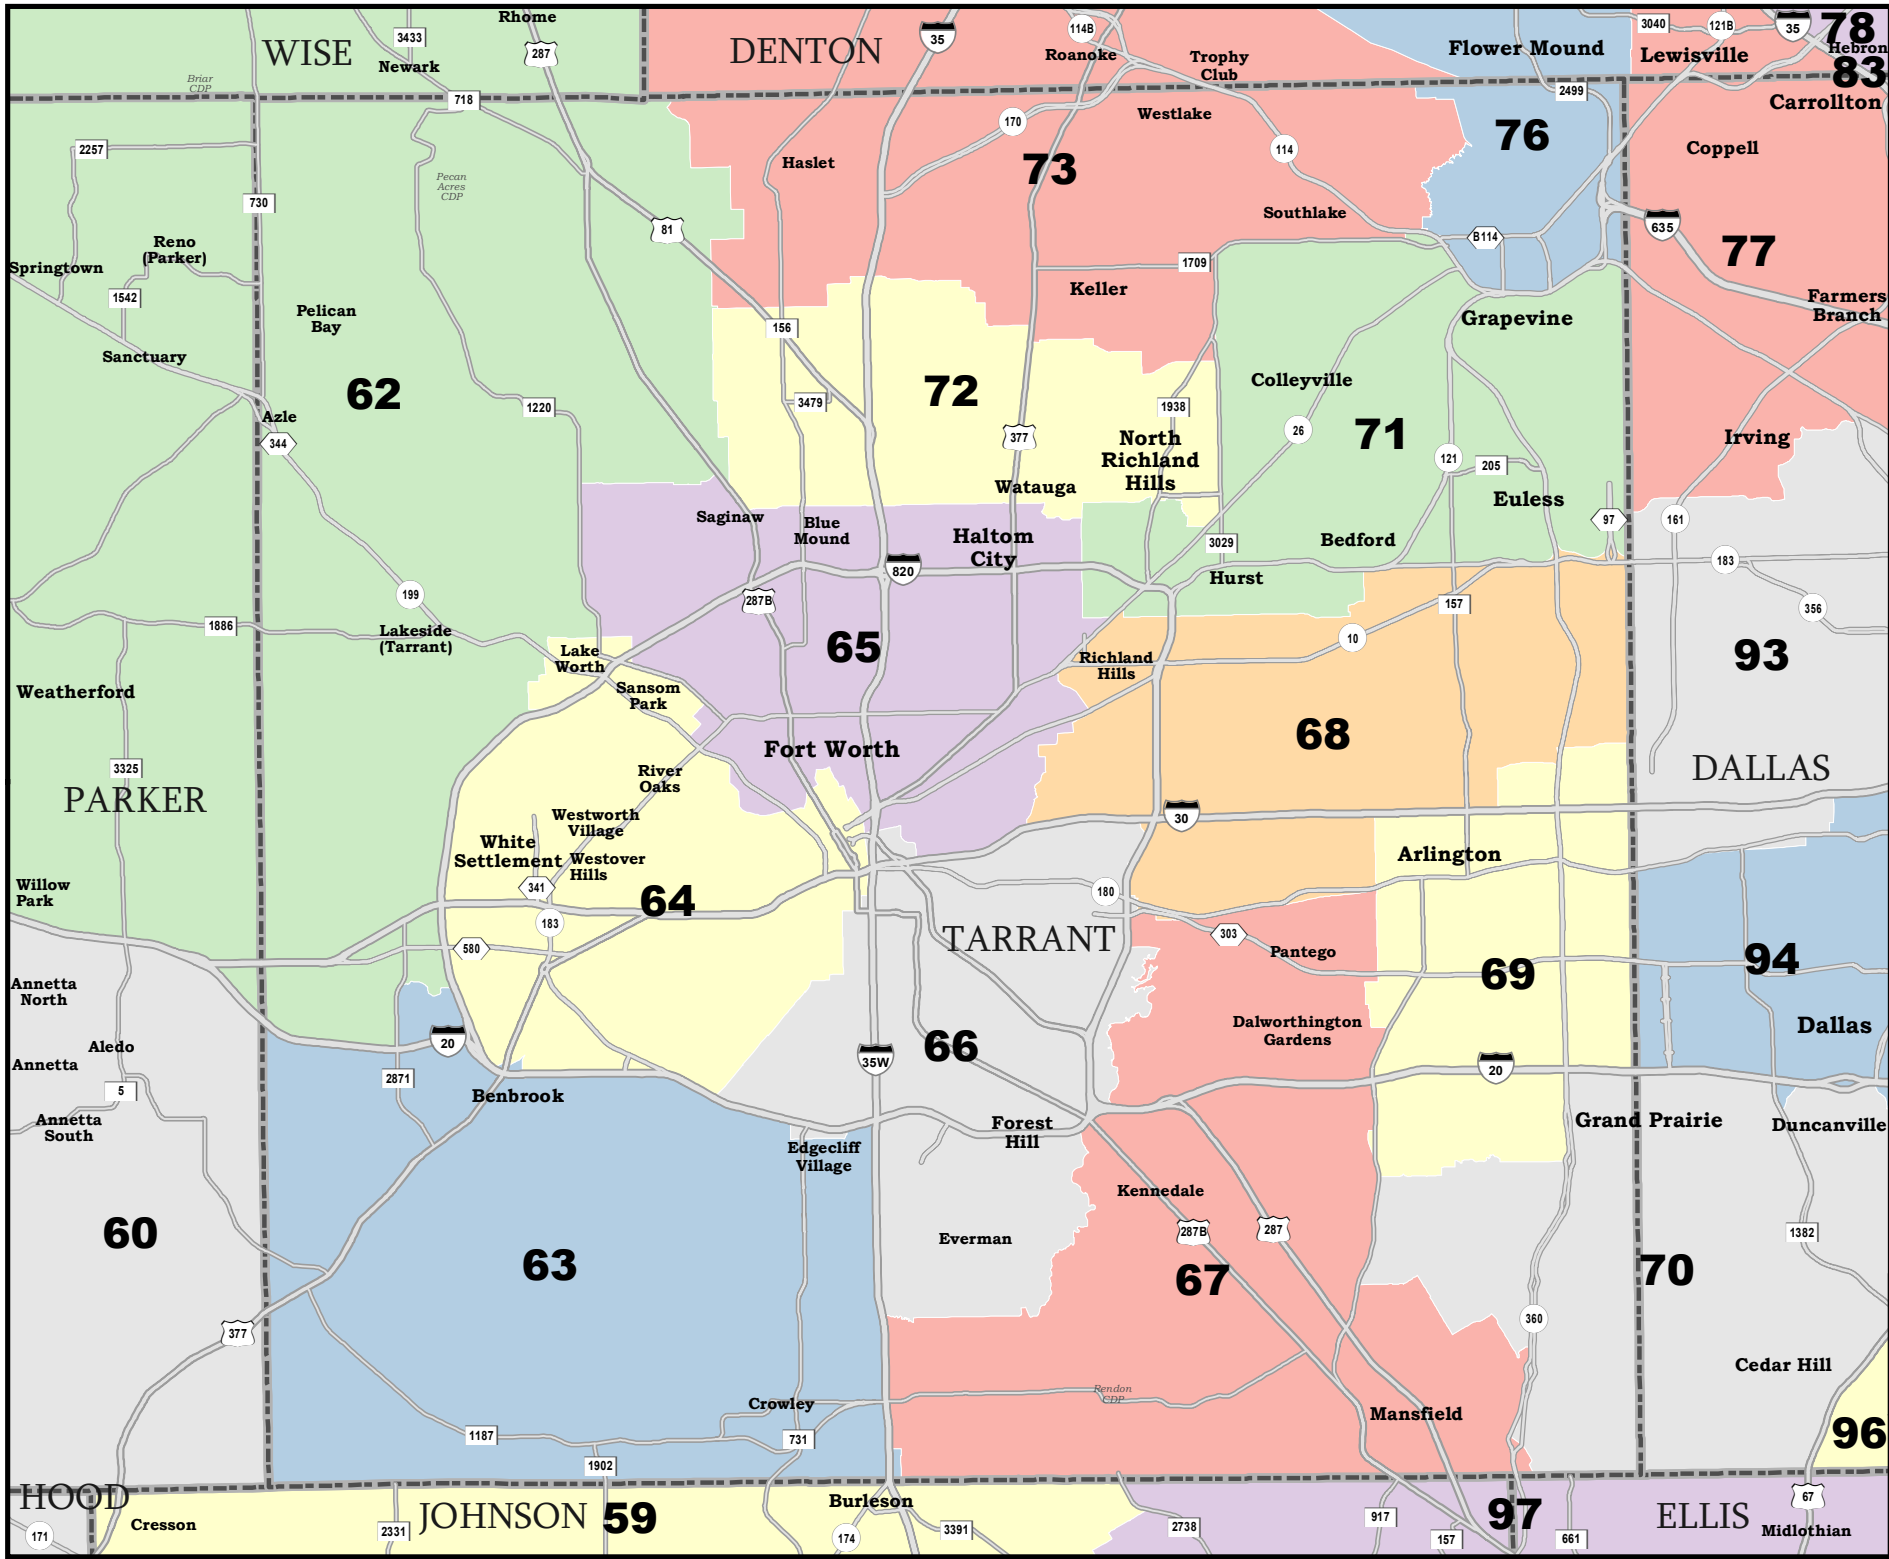 Rhome
WISE
3433
Newark
287
Briar
CDP
718
DENTON
35
114B
Roanoke
Trophy
Club
Flower Mound
3040
121B
35
78
Lewisville
Hebron
83
2499
Carrollton
Westlake
170
73
114
76
Coppell
2257
Haslet
Pecan
Acres
CDP
730
Southlake
81
B114
635
77
Reno
(Parker)
Springtown
1542
1709
Keller
Farmers
Branch
Pelican
Bay
156
Grapevine
Sanctuary
62
72
Colleyville
3479
1220
1938
Azle
344
377
26
71
North
Richland
Hills
121
205
Irving
Watauga
Euless
Saginaw
Blue
Mound
Haltom
City
97
161
3029
Bedford
183
820
Hurst
199
287B
157
356
1886
Lakeside
(Tarrant)
10
Lake
Worth
65
Richland
Hills
93
Weatherford
Sansom
Park
68
Fort Worth
3325
River
Oaks
DALLAS
PARKER
Westworth
Village
30
White
Settlement
Westover
Hills
Arlington
Willow
Park
341
64
180
183
303
580
TARRANT
Pantego
94
69
Annetta
North
20
Dalworthington
Gardens
Dallas
Aledo
66
Annetta
35W
20
2871
5
Benbrook
Annetta
South
Forest
Hill
Grand Prairie
Duncanville
Edgecliff
Village
Kennedale
60
63
Everman
287B
287
1382
67
70
377
360
Cedar Hill
Rendon
CDP
Crowley
Mansfield
1187
731
96
1902
HOOD
67
Cresson
JOHNSON
59
Burleson
97
ELLIS
171
2331
174
3391
2738
917
157
661
Midlothian